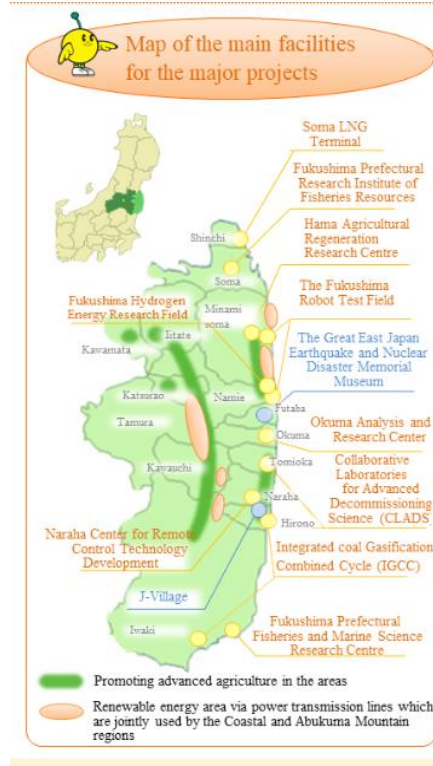 Map of the main facilities
for the major projects
Soma LNG
Terminal
Fukushima Prefectural
Research Institute of
Fisheries Resources
Shinchi
Hama Agricultural
Regeneration
Research Centre
Soma
The Fukushima
Robot Test Field
Fukushima Hydrogen
Energy Research Field
Minami
soma
Iitate
Kawamata
The Great East Japan
Earthquake and Nuclear
Disaster Memorial
Museum
Katsurao
Namie
Futaba
Tamura
Okuma
Okuma Analysis and
Research Center
Kawauchi
Tomioka
Collaborative
Laboratories
for Advanced
Decommissioning
Science (CLADS)
Naraha
Naraha Center for Remote
Control Technology
Development
Hirono
Integrated coal Gasification
Combined Cycle (IGCC)
J-Village
Iwaki
Fukushima Prefectural
Fisheries and Marine Science
Research Centre
Promoting advanced agriculture in the areas
Renewable energy area via power transmission lines which
are jointly used by the Coastal and Abukuma Mountain
regions